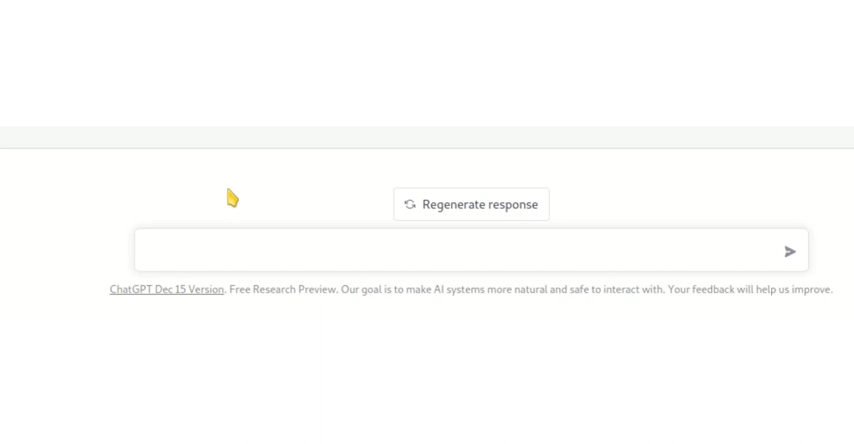 Regenerate response
ChatGPT Dec 15 Version. Free Research Preview. Our goal is to make AI systems more natural and safe to interact with. Your feedback will help us improve.